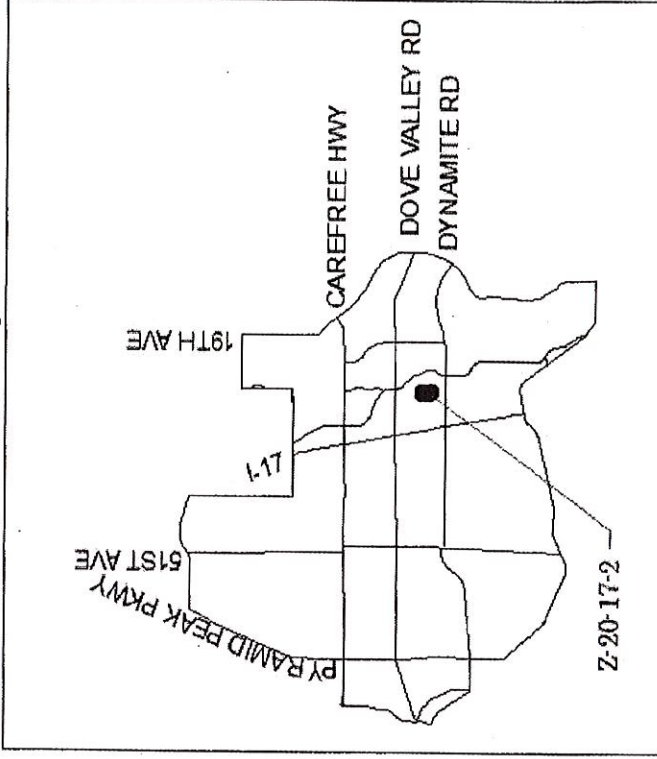 19TH AVE
CAREFREE HWY
DOVE VALLEY RD
DYNAMITE RD
I-17
51ST AVE
PYRAMID PEAK PKWY
Z-20-17-2